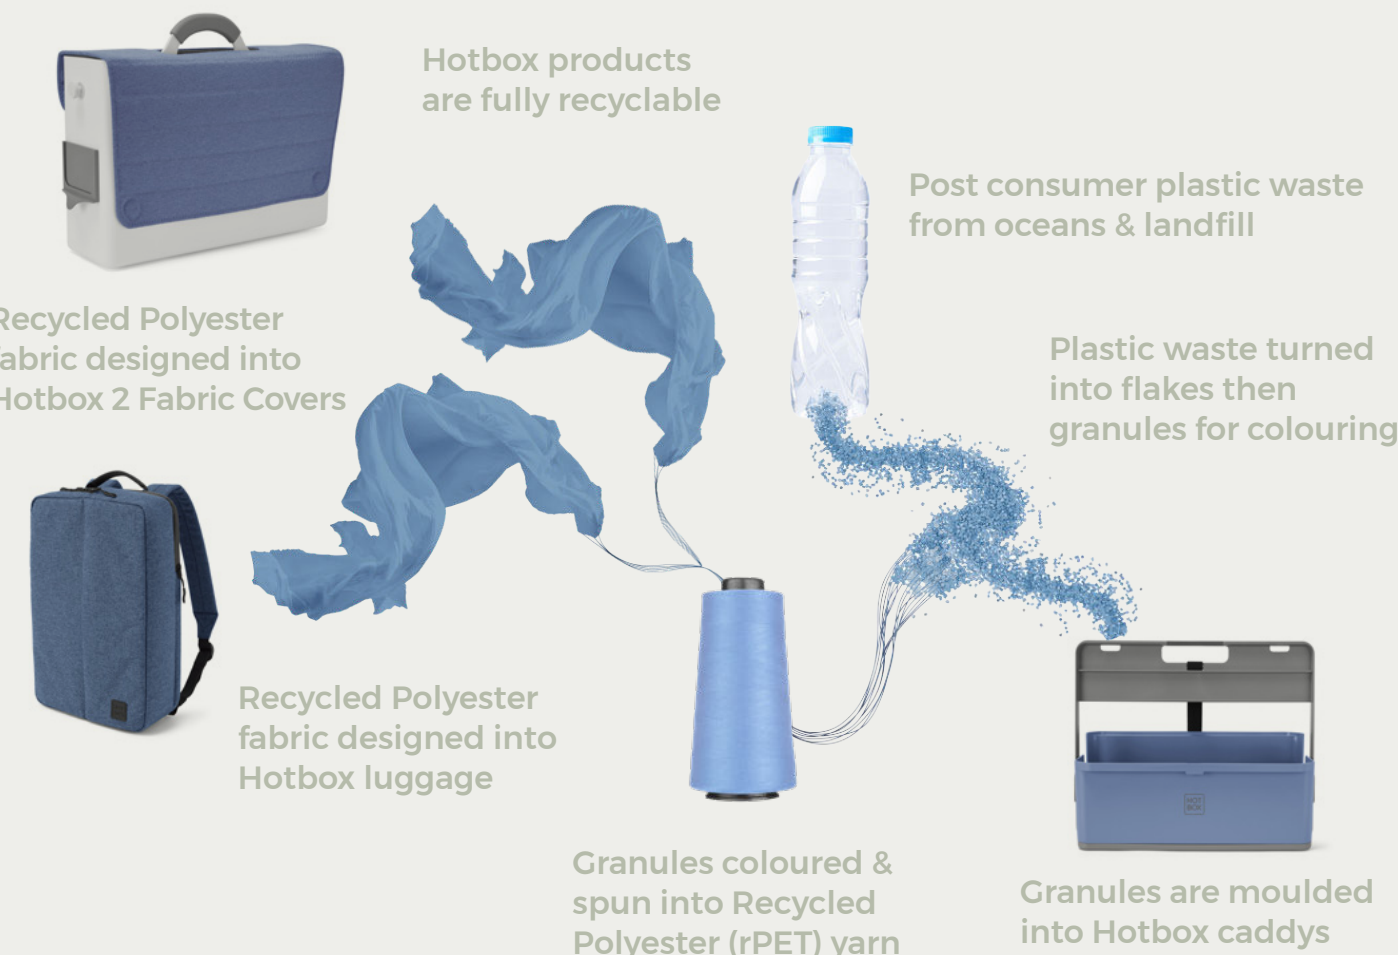 Hotbox products
are fully recyclable
Post consumer plastic waste
from oceans & landfill
Recycled Polyester
fabric designed into
Hotbox 2 Fabric Covers
Plastic waste turned
into flakes then
granules for colouring
Recycled Polyester
fabric designed into
Hotbox luggage
HOT
BOX
Granules coloured &
spun into Recycled
Polyester (rPET) yarn
Granules are moulded
into Hotbox caddys